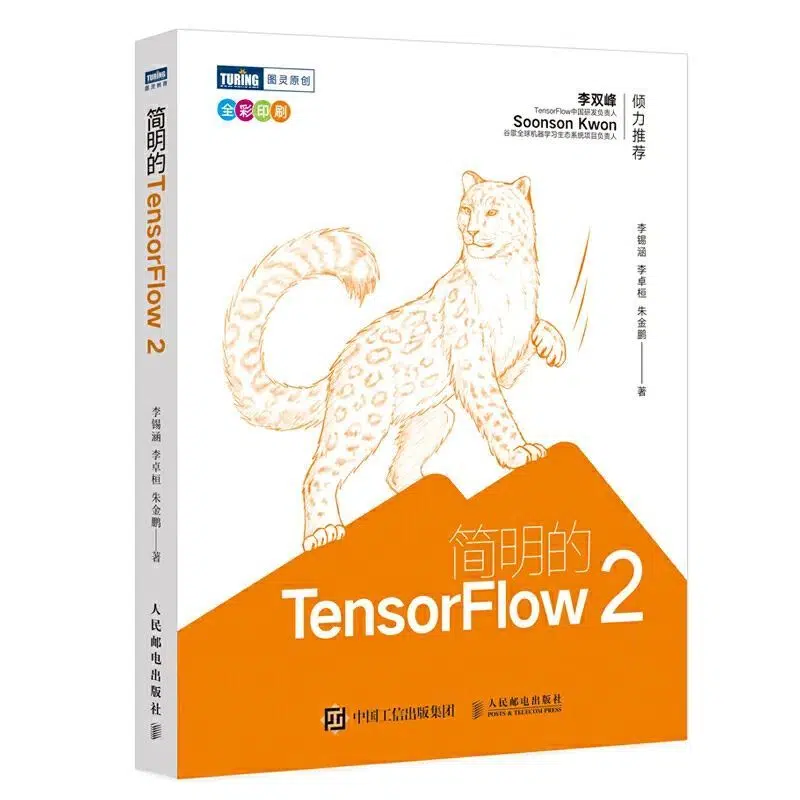 TURING
图灵教育
简明的TensorFlow 2
李锡涵 李卓桓 朱金鹏——著
人民邮电出版社
TURING 图灵原创
全彩印刷
李双峰
TensorFlow中国研发负责人
Soonson Kwon
谷歌全球机器学习生态系统项目负责人
倾力推荐
李锡涵 李卓桓 朱金鹏——著
简明的
TensorFlow 2
中国工信出版集团
人民邮电出版社
POSTS & TELECOM PRESS